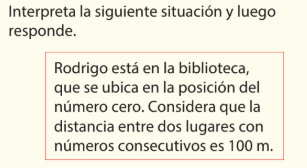 Interpreta la siguiente situación y luego
responde.
Rodrigo está en la biblioteca,
que se ubica en la posición del
número cero. Considera que la
distancia entre dos lugares con
números consecutivos es 100 m.